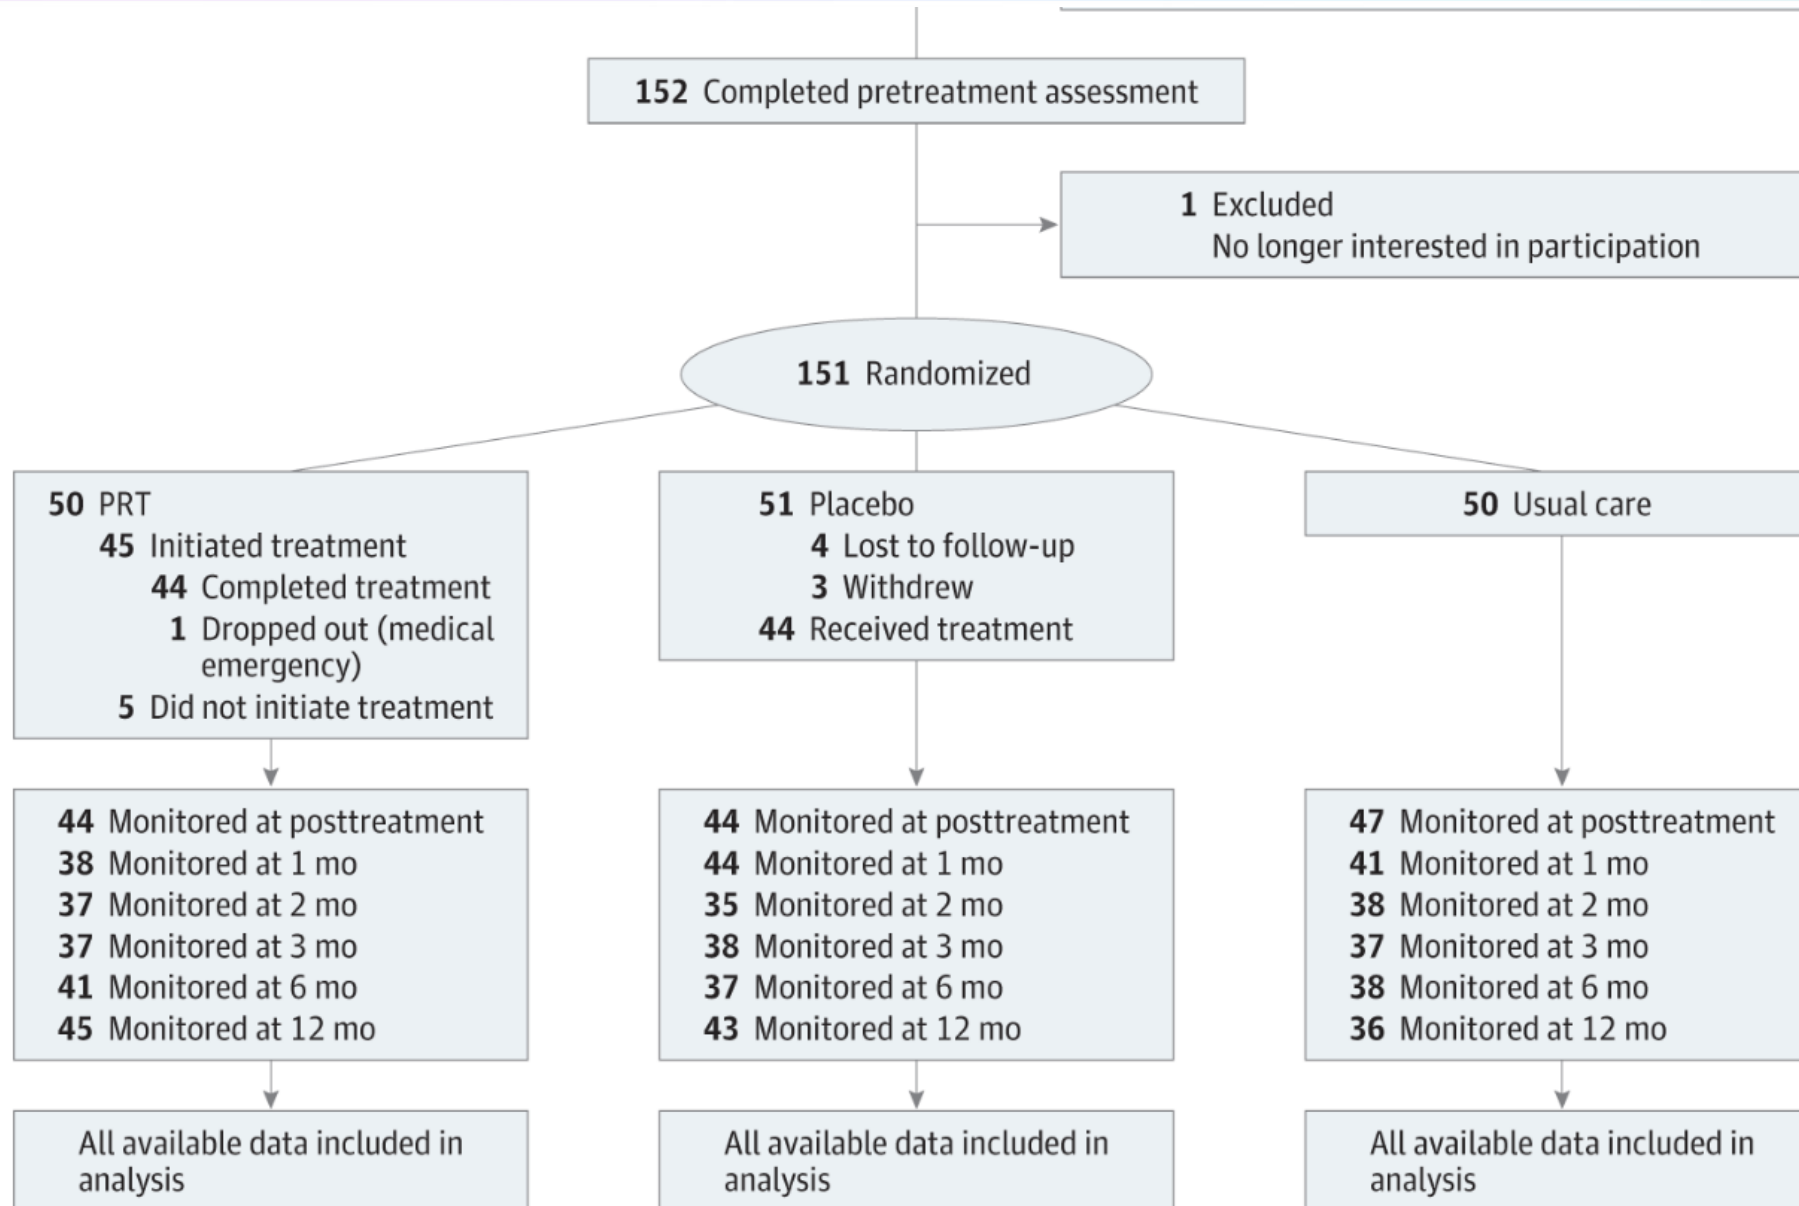 152 Completed pretreatment assessment
1 Excluded
No longer interested in participation
151 Randomized
50 PRT
45 Initiated treatment
44 Completed treatment
1 Dropped out (medical
emergency)
5 Did not initiate treatment
51 Placebo
4 Lost to follow-up
3 Withdrew
44 Received treatment
50 Usual care
44 Monitored at posttreatment
38 Monitored at 1 mo
37 Monitored at 2 mo
37 Monitored at 3 mo
41 Monitored at 6 mo
45 Monitored at 12 mo
44 Monitored at posttreatment
44 Monitored at 1 mo
35 Monitored at 2 mo
38 Monitored at 3 mo
37 Monitored at 6 mo
43 Monitored at 12 mo
47 Monitored at posttreatment
41 Monitored at 1 mo
38 Monitored at 2 mo
37 Monitored at 3 mo
38 Monitored at 6 mo
36 Monitored at 12 mo
All available data included in
analysis
All available data included in
analysis
All available data included in
analysis